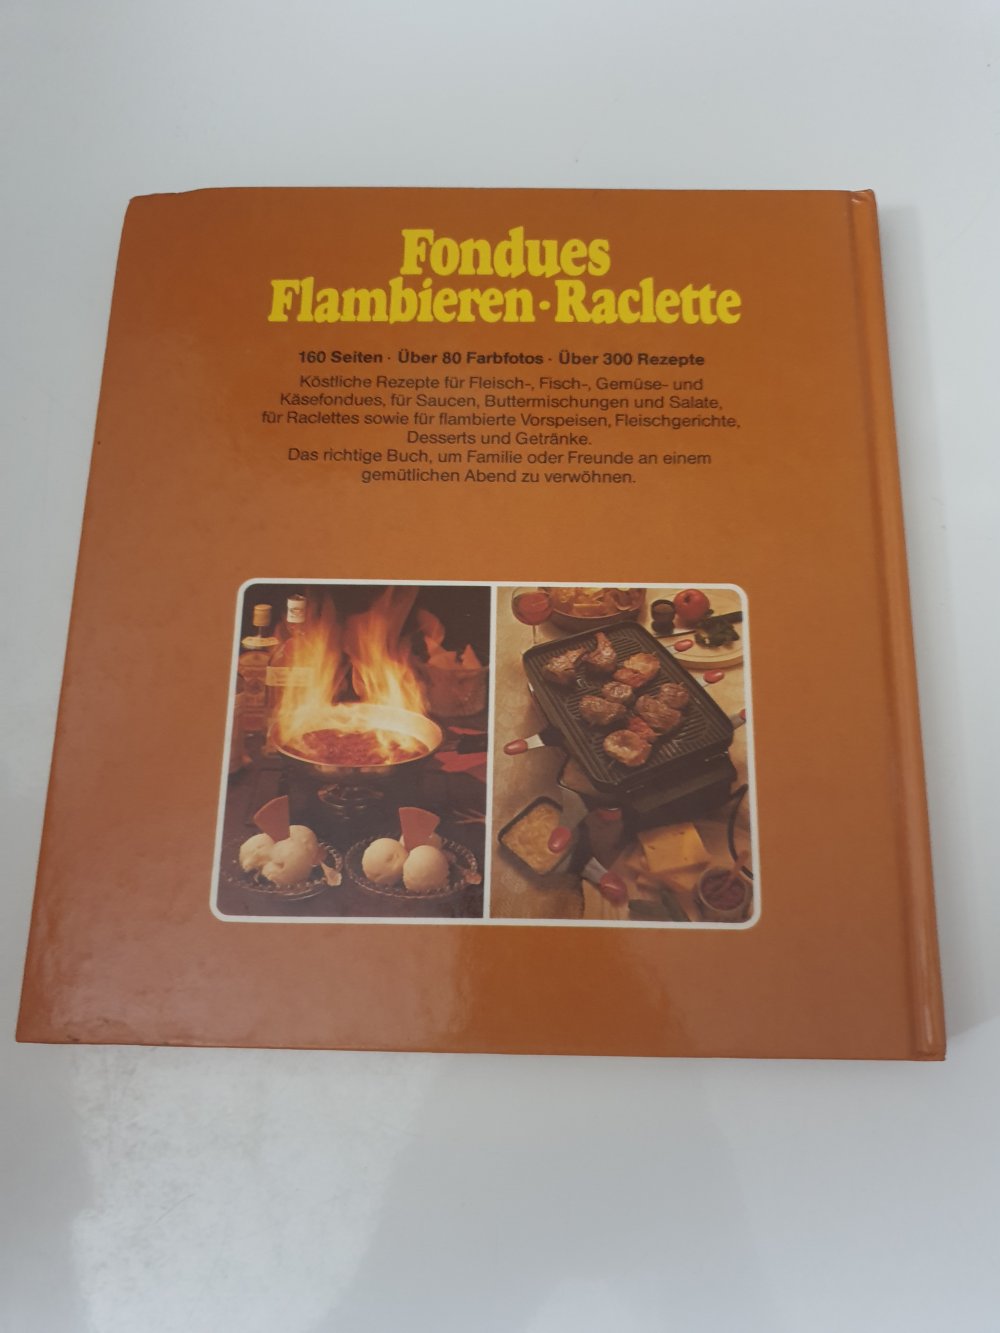 Fondues
Flambieren · Raclette
160 Seiten · Über 80 Farbfotos · Über 300 Rezepte
Köstliche Rezepte für Fleisch-, Fisch-, Gemüse- und
Käsefondues, für Saucen, Buttermischungen und Salate,
für Raclettes sowie für flambierte Vorspeisen, Fleischgerichte,
Desserts und Getränke.
Das richtige Buch, um Familie oder Freunde an einem
gemütlichen Abend zu verwöhnen.